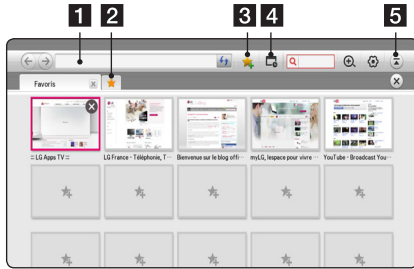 1 2 3 4 5
Favoris
:: LG Apps TV :: LG France - Téléphonie, T··· Bienvenue sur le blog offi··· myLG, lespace pour vivre ··· YouTube - Broadcast You···